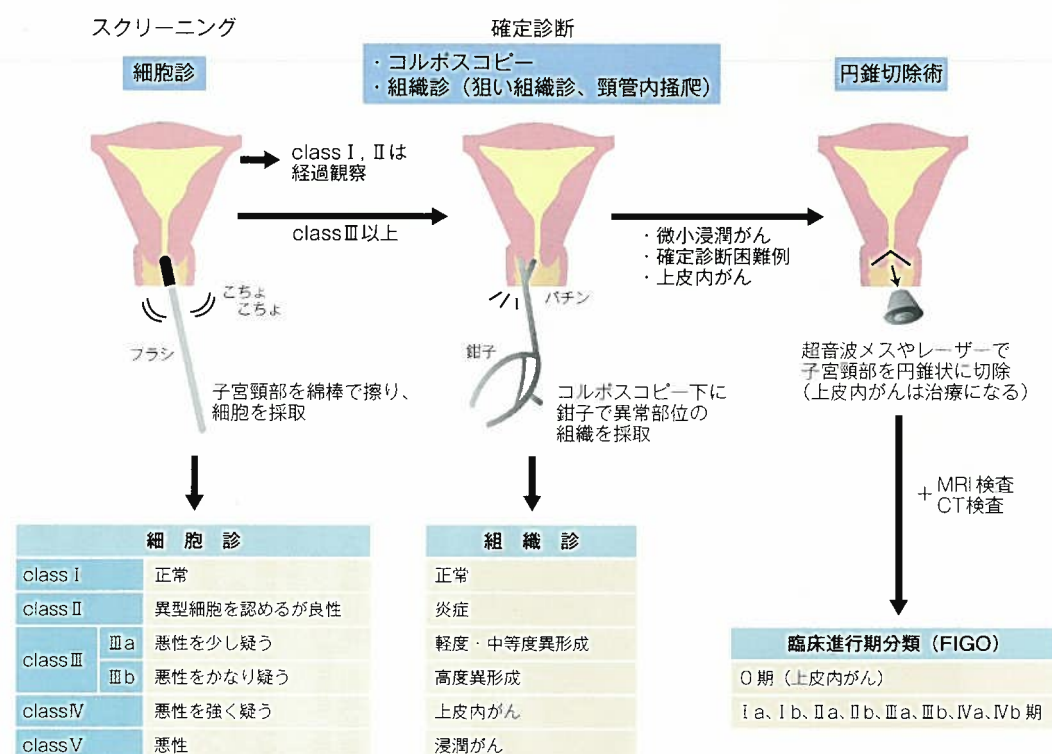 スクリーニング
細胞診
確定診断
・コルポスコピー
・組織診（狙い組織診、頸管内掻爬）
円錐切除術
classⅠ, Ⅱは
経過観察
classⅢ以上
・微小浸潤がん
・確定診断困難例
・上皮内がん
こちょ
こちょ
ブラシ
子宮頸部を綿棒で擦り、
細胞を採取
パチン
鉗子
コルポスコピー下に
鉗子で異常部位の
組織を採取
超音波メスやレーザーで
子宮頸部を円錐状に切除
（上皮内がんは治療になる）
＋MRI検査
CT検査
細胞診
classⅠ 正常
classⅡ 異型細胞を認めるが良性
classⅢ Ⅲa 悪性を少し疑う
Ⅲb 悪性をかなり疑う
classⅣ 悪性を強く疑う
classⅤ 悪性
組織診
正常
炎症
軽度・中等度異形成
高度異形成
上皮内がん
浸潤がん
臨床進行期分類（FIGO）
0期（上皮内がん）
Ⅰa、Ⅰb、Ⅱa、Ⅱb、Ⅲa、Ⅲb、Ⅳa、Ⅳb期